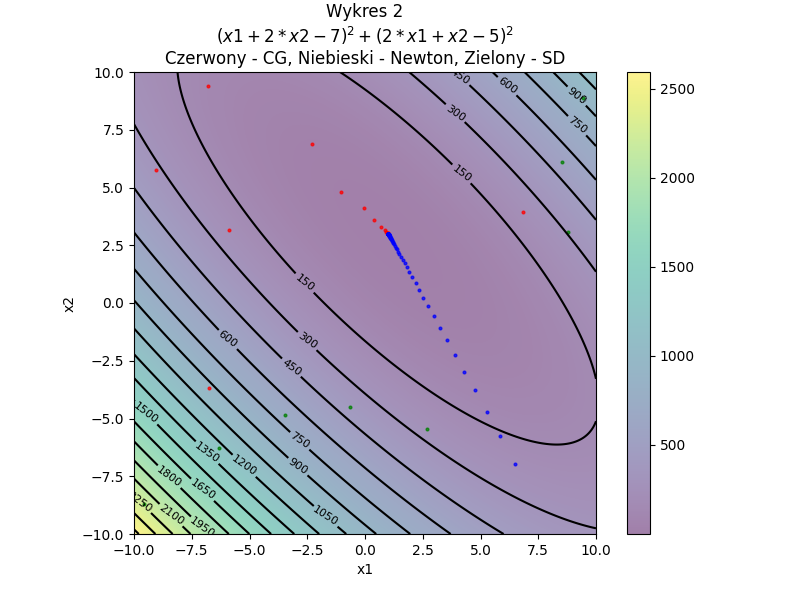 Wykres 2
(x1 + 2 * x2 − 7)² + (2 * x1 + x2 − 5)²
Czerwony - CG, Niebieski - Newton, Zielony - SD
10.0
7.5
5.0
2.5
0.0
−2.5
−5.0
−7.5
−10.0
x2
−10.0 −7.5 −5.0 −2.5 0.0 2.5 5.0 7.5 10.0
x1
450 600 900
300 750
150
150
600 300
450
1500
750
1350 1200
1800 1650 900
2250 2100 1950 1050
2500
2000
1500
1000
500